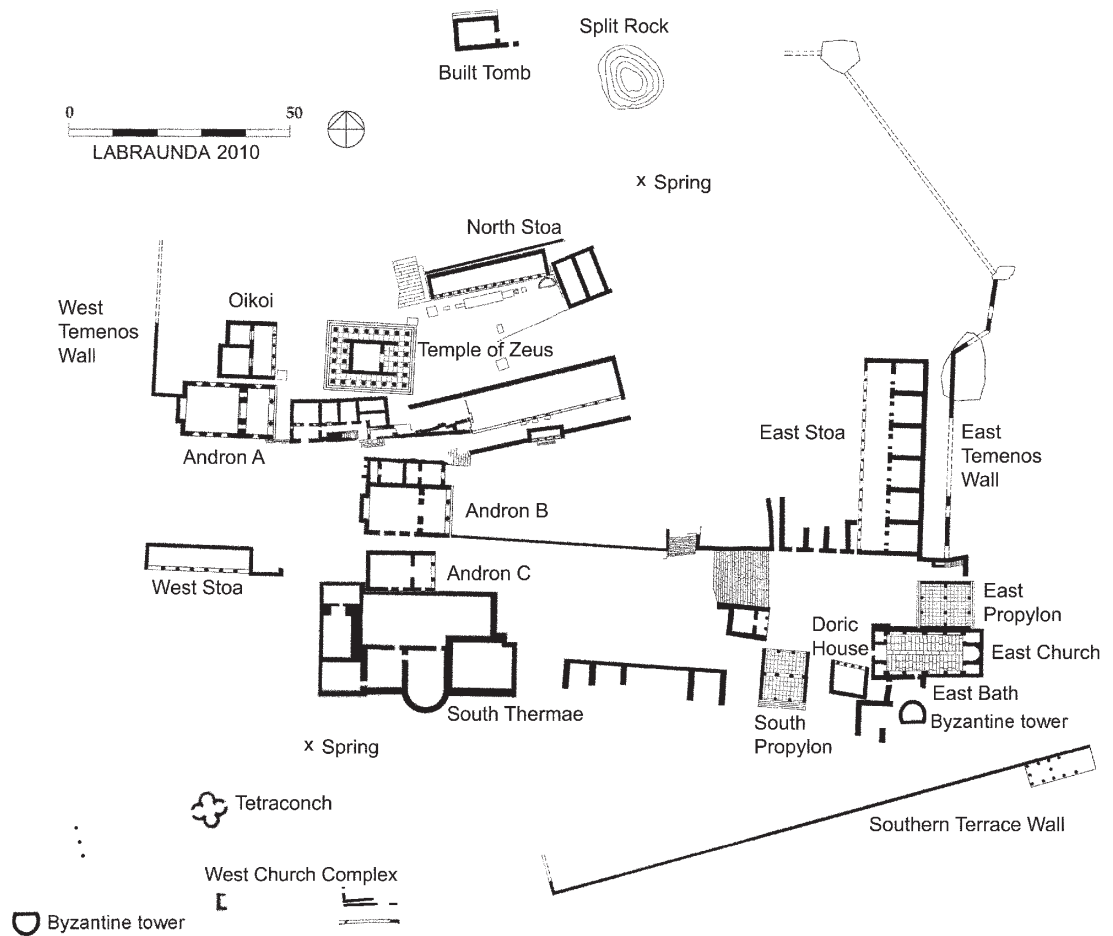 Split Rock
Built Tomb
0 50
LABRAUNDA 2010
x Spring
North Stoa
West
Temenos
Wall
Oikoi
Temple of Zeus
East Stoa
East
Temenos
Wall
Andron A
Andron B
Andron C
West Stoa
East
Propylon
Doric
House
East Church
East Bath
Byzantine tower
South Thermae
South
Propylon
x Spring
Tetraconch
Southern Terrace Wall
West Church Complex
Byzantine tower